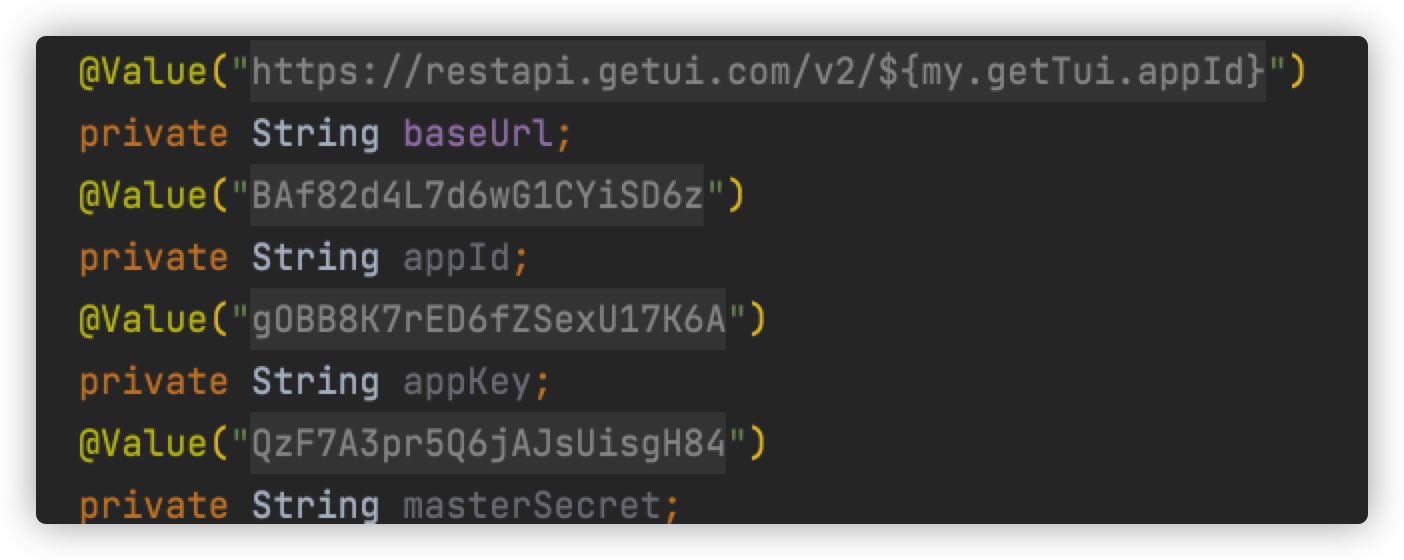 @Value("https://restapi.getui.com/v2/${my.getTui.appId}")
private String baseUrl;
@Value("BAf82d4L7d6wG1CYiSD6z")
private String appId;
@Value("gOBB8K7rED6fZSexU17K6A")
private String appKey;
@Value("QzF7A3pr5Q6jAJsUisgH84")
private String masterSecret;